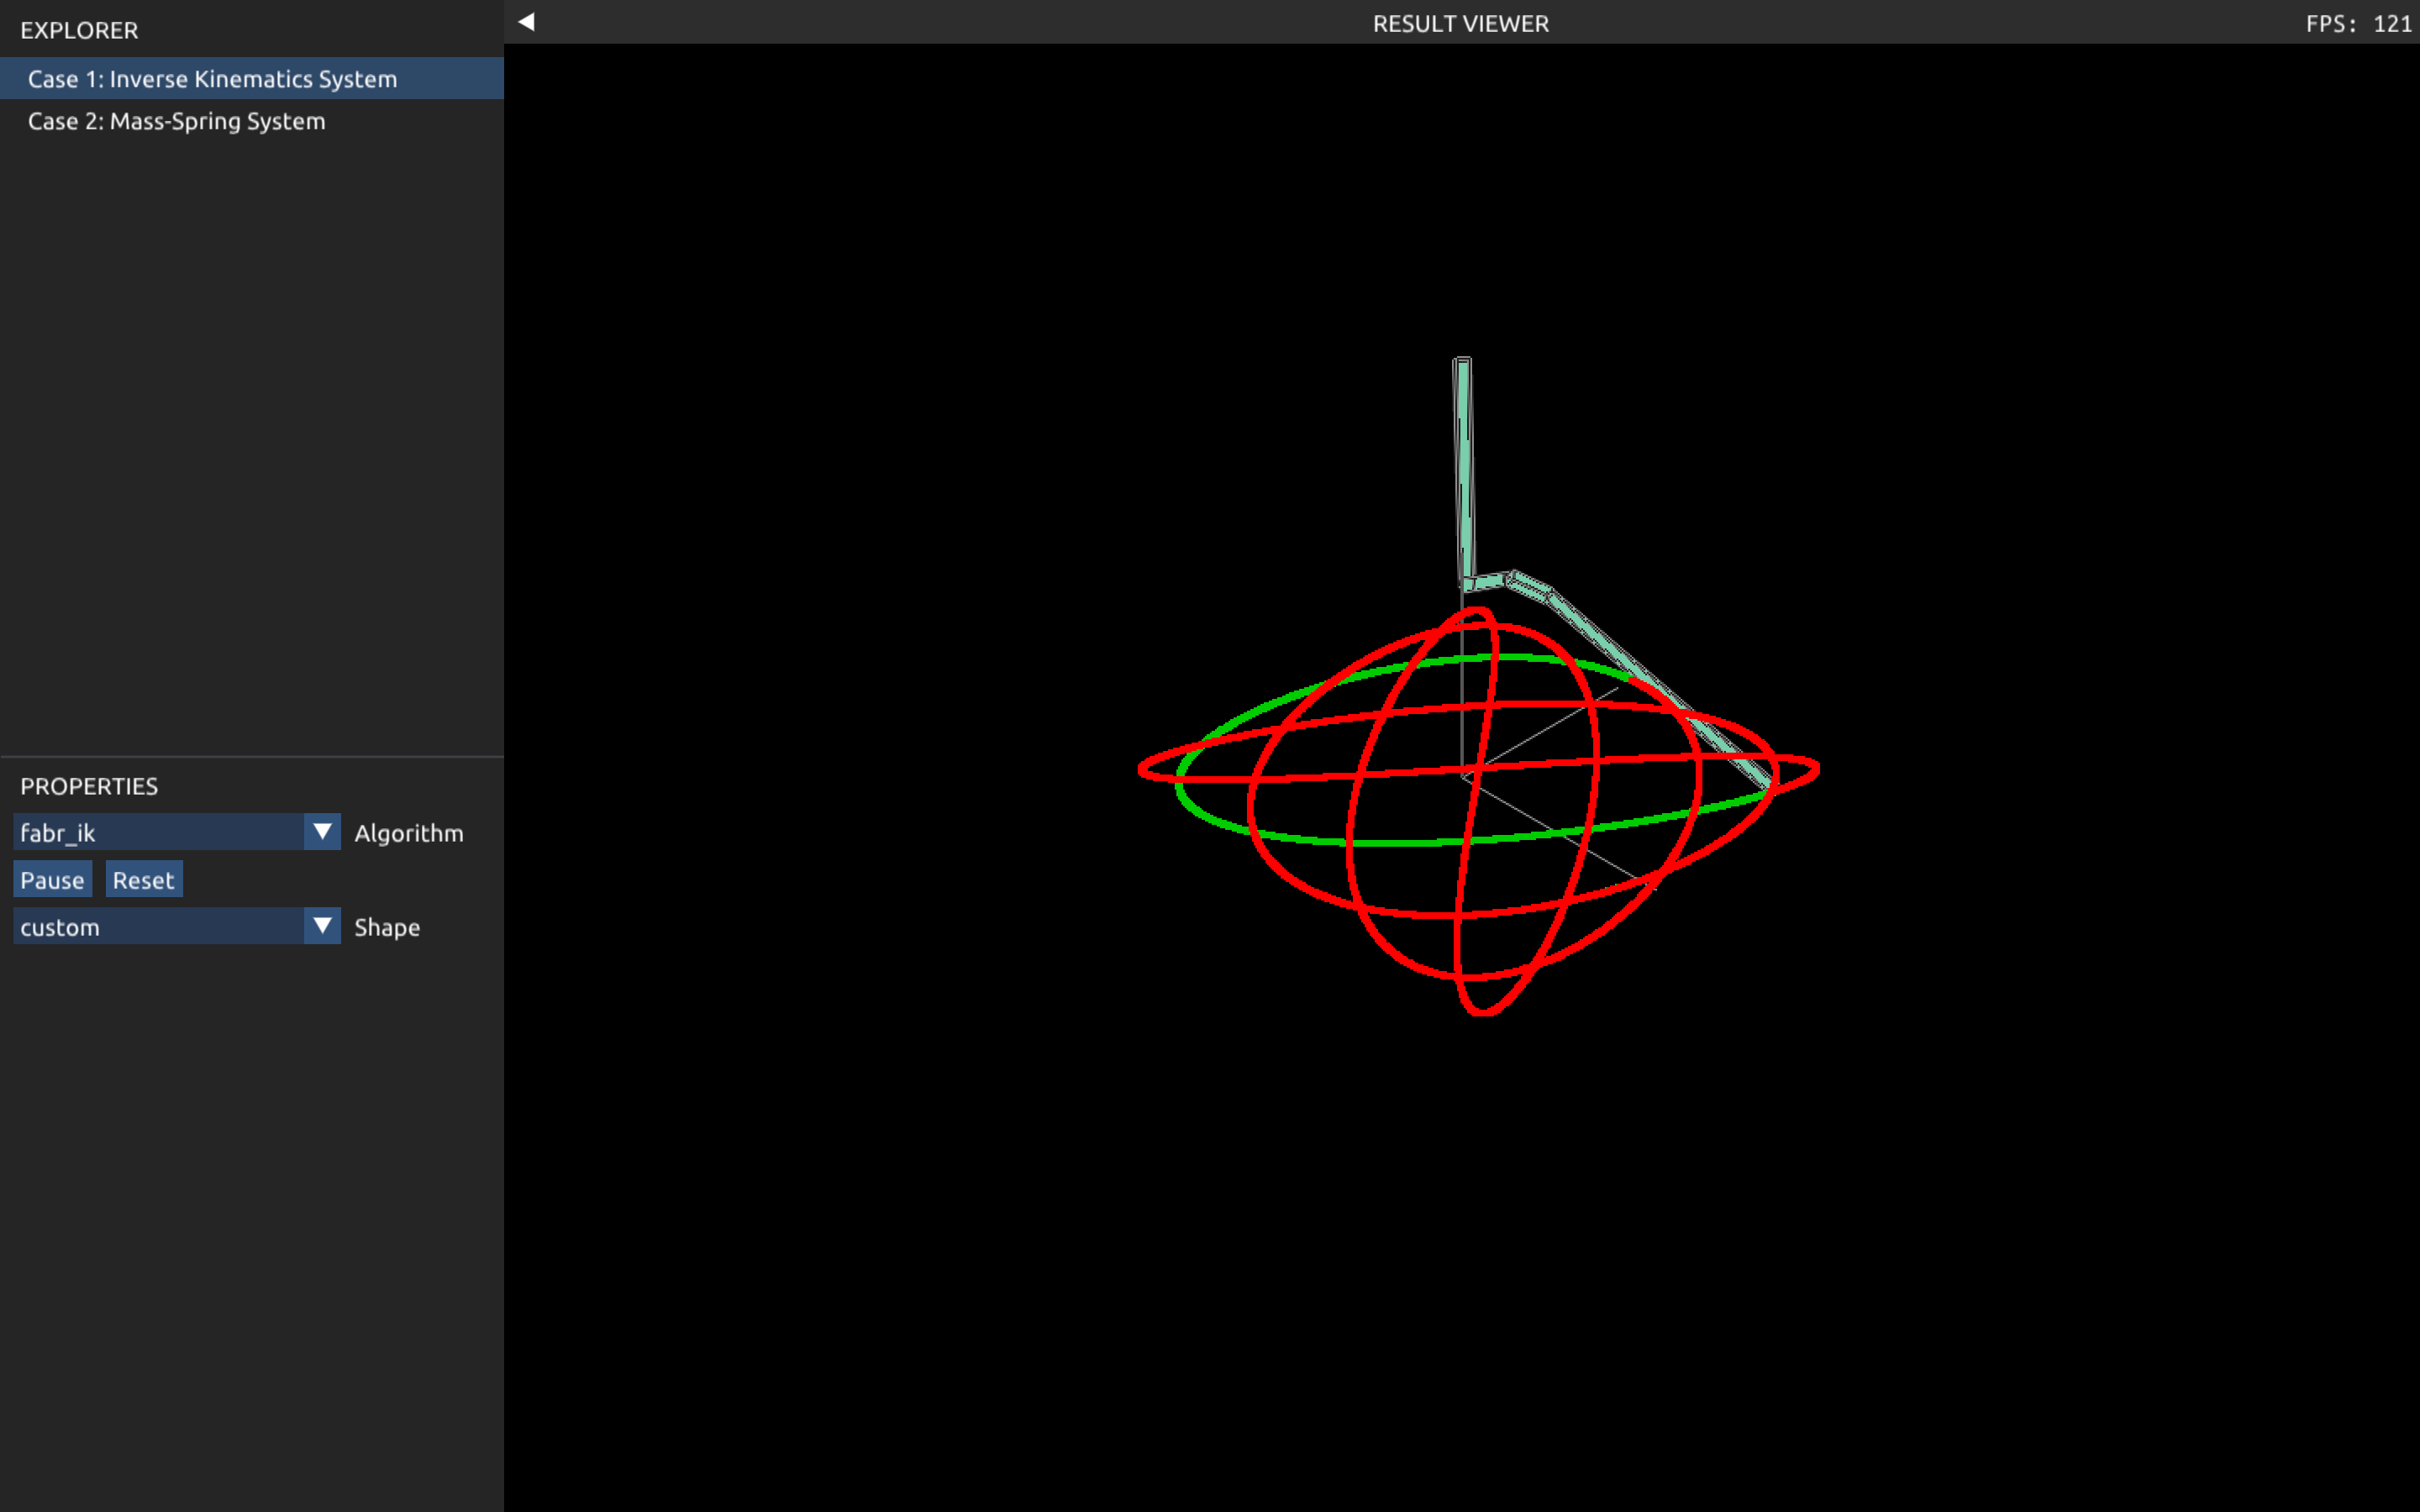 EXPLORER
Case 1: Inverse Kinematics System
Case 2: Mass-Spring System
PROPERTIES
fabr_ik Algorithm
Pause Reset
custom Shape
RESULT VIEWER
FPS: 121